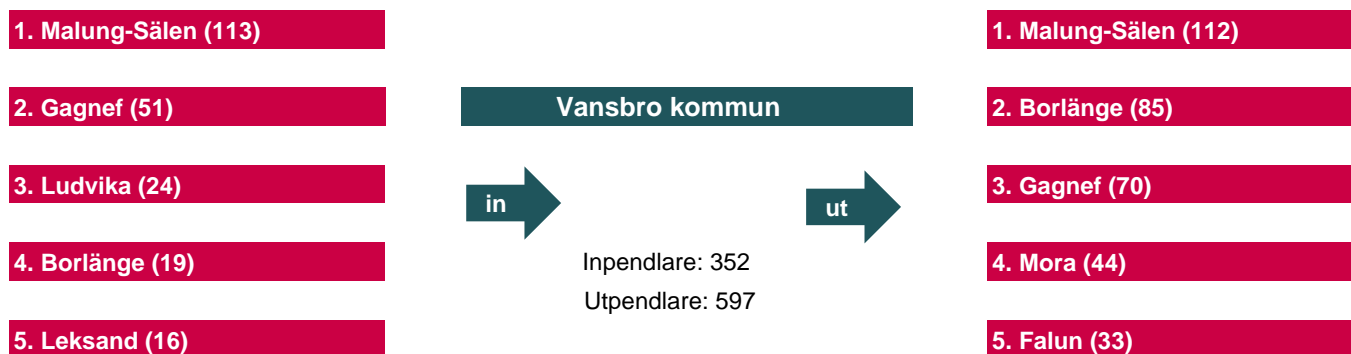 1. Malung-Sälen (113)
2. Gagnef (51)
3. Ludvika (24)
4. Borlänge (19)
5. Leksand (16)
Vansbro kommun
in
ut
Inpendlare: 352
Utpendlare: 597
1. Malung-Sälen (112)
2. Borlänge (85)
3. Gagnef (70)
4. Mora (44)
5. Falun (33)